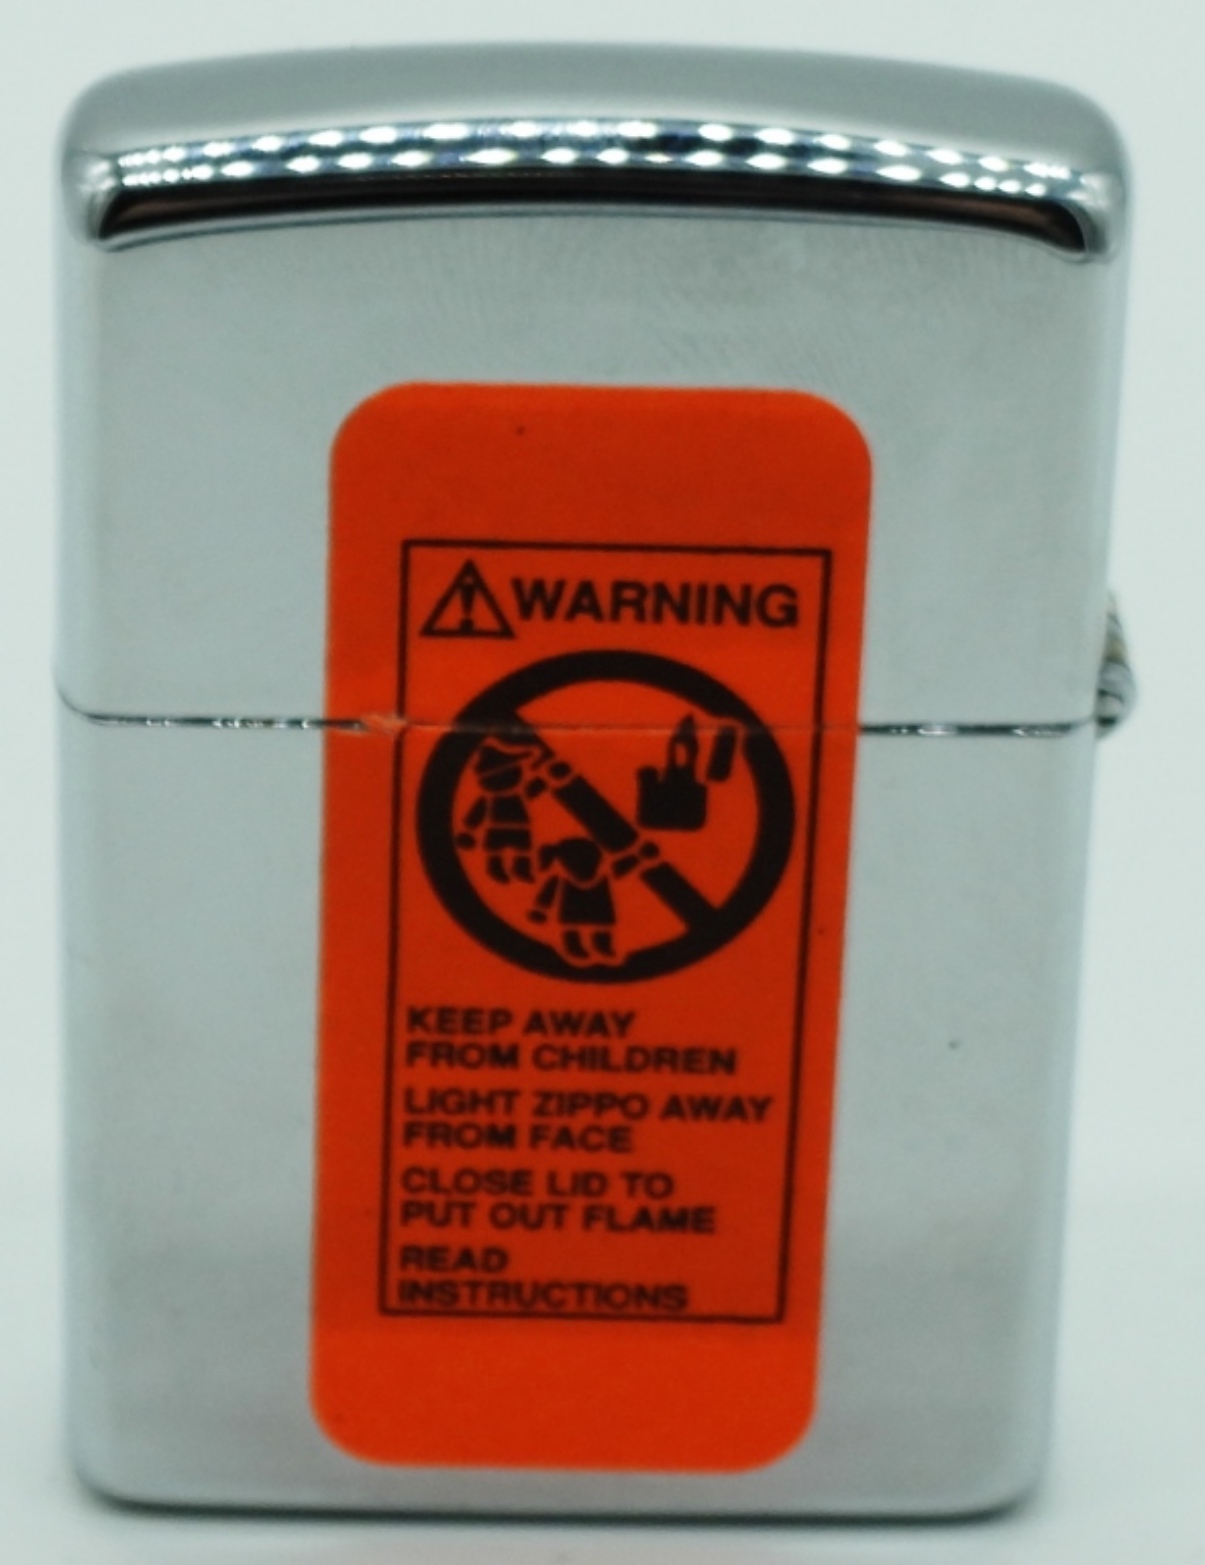 WARNING
KEEP AWAY
FROM CHILDREN
LIGHT ZIPPO AWAY
FROM FACE
CLOSE LID TO
PUT OUT FLAME
READ
INSTRUCTIONS